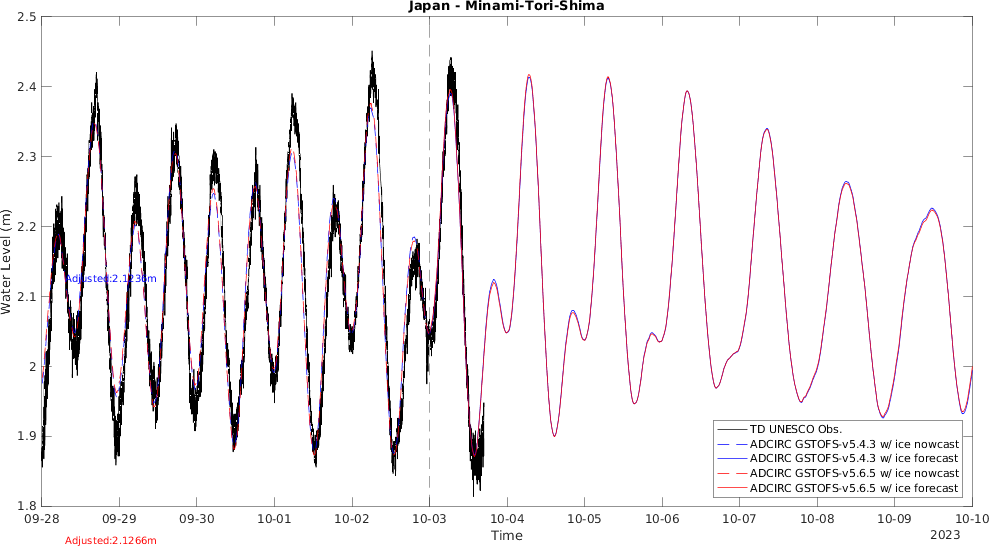 Japan - Minami-Tori-Shima
2.5
2.4
2.3
2.2
2.1
2
1.9
1.8
Water Level (m)
Adjusted:2.1236m
TD UNESCO Obs.
ADCIRC GSTOFS-v5.4.3 w/ ice nowcast
ADCIRC GSTOFS-v5.4.3 w/ ice forecast
ADCIRC GSTOFS-v5.6.5 w/ ice nowcast
ADCIRC GSTOFS-v5.6.5 w/ ice forecast
09-28 09-29 09-30 10-01 10-02 10-03 10-04 10-05 10-06 10-07 10-08 10-09 10-10
Time
2023
Adjusted:2.1266m